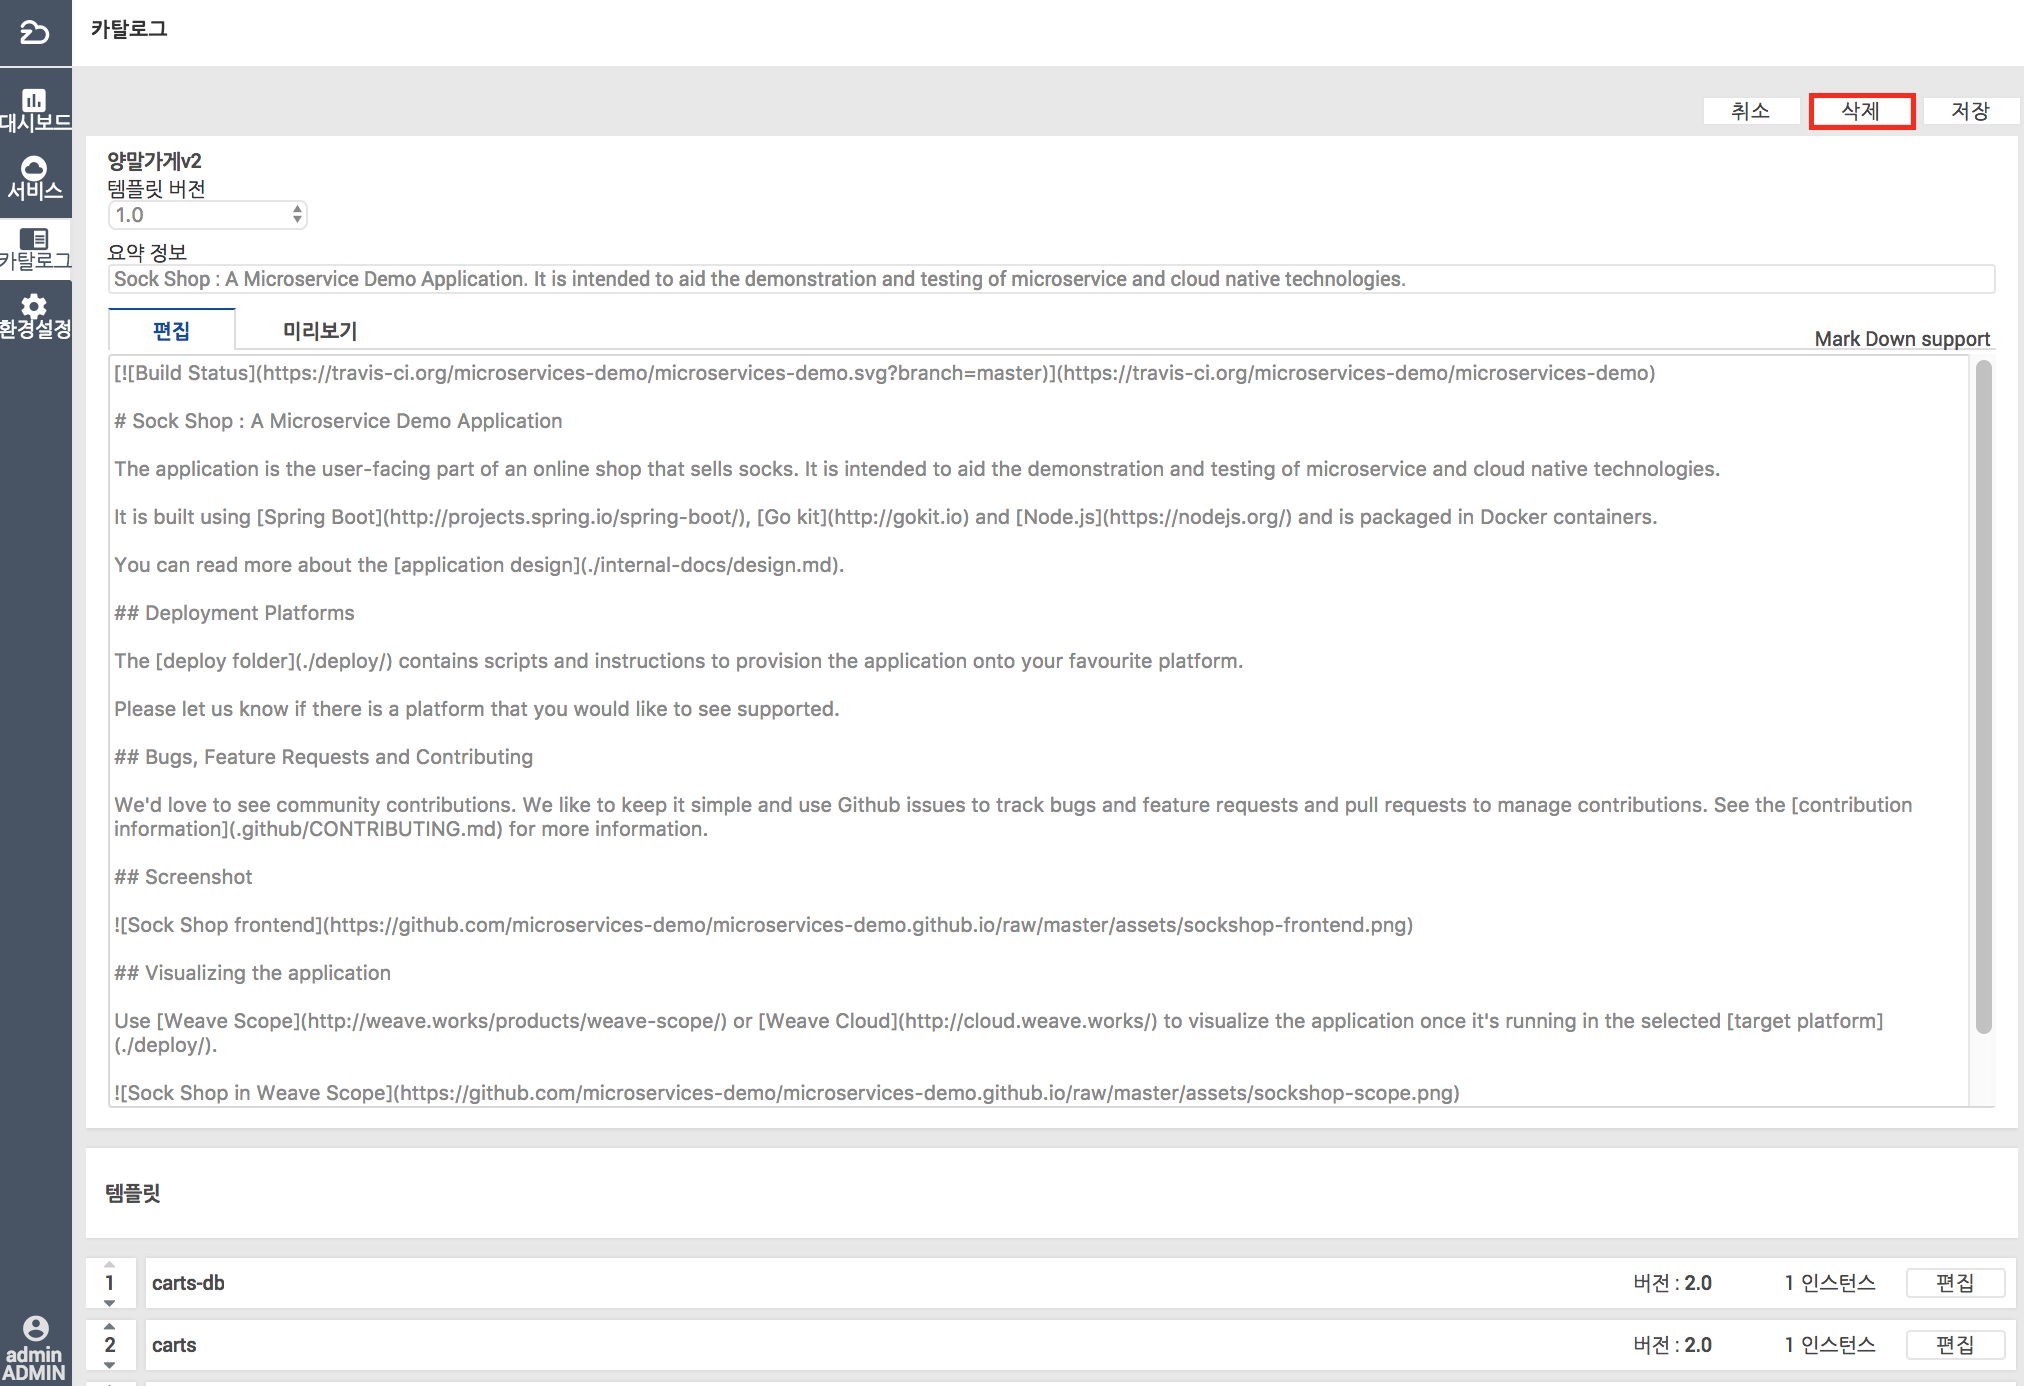 카탈로그
대시보드
서비스
카탈로그
환경설정
admin
ADMIN
취소
삭제
저장
양말가게v2
템플릿 버전
1.0
요약 정보
Sock Shop : A Microservice Demo Application. It is intended to aid the demonstration and testing of microservice and cloud native technologies.
편집
미리보기
Mark Down support
[![Build Status](https://travis-ci.org/microservices-demo/microservices-demo.svg?branch=master)](https://travis-ci.org/microservices-demo/microservices-demo)
# Sock Shop : A Microservice Demo Application
The application is the user-facing part of an online shop that sells socks. It is intended to aid the demonstration and testing of microservice and cloud native technologies.
It is built using [Spring Boot](http://projects.spring.io/spring-boot/), [Go kit](http://gokit.io) and [Node.js](https://nodejs.org/) and is packaged in Docker containers.
You can read more about the [application design](./internal-docs/design.md).
## Deployment Platforms
The [deploy folder](./deploy/) contains scripts and instructions to provision the application onto your favourite platform.
Please let us know if there is a platform that you would like to see supported.
## Bugs, Feature Requests and Contributing
We'd love to see community contributions. We like to keep it simple and use Github issues to track bugs and feature requests and pull requests to manage contributions. See the [contribution
information](.github/CONTRIBUTING.md) for more information.
## Screenshot
![Sock Shop frontend](https://github.com/microservices-demo/microservices-demo.github.io/raw/master/assets/sockshop-frontend.png)
## Visualizing the application
Use [Weave Scope](http://weave.works/products/weave-scope/) or [Weave Cloud](http://cloud.weave.works/) to visualize the application once it's running in the selected [target platform]
(./deploy/).
![Sock Shop in Weave Scope](https://github.com/microservices-demo/microservices-demo.github.io/raw/master/assets/sockshop-scope.png)
템플릿
1 carts-db 버전 : 2.0 1 인스턴스 편집
2 carts 버전 : 2.0 1 인스턴스 편집